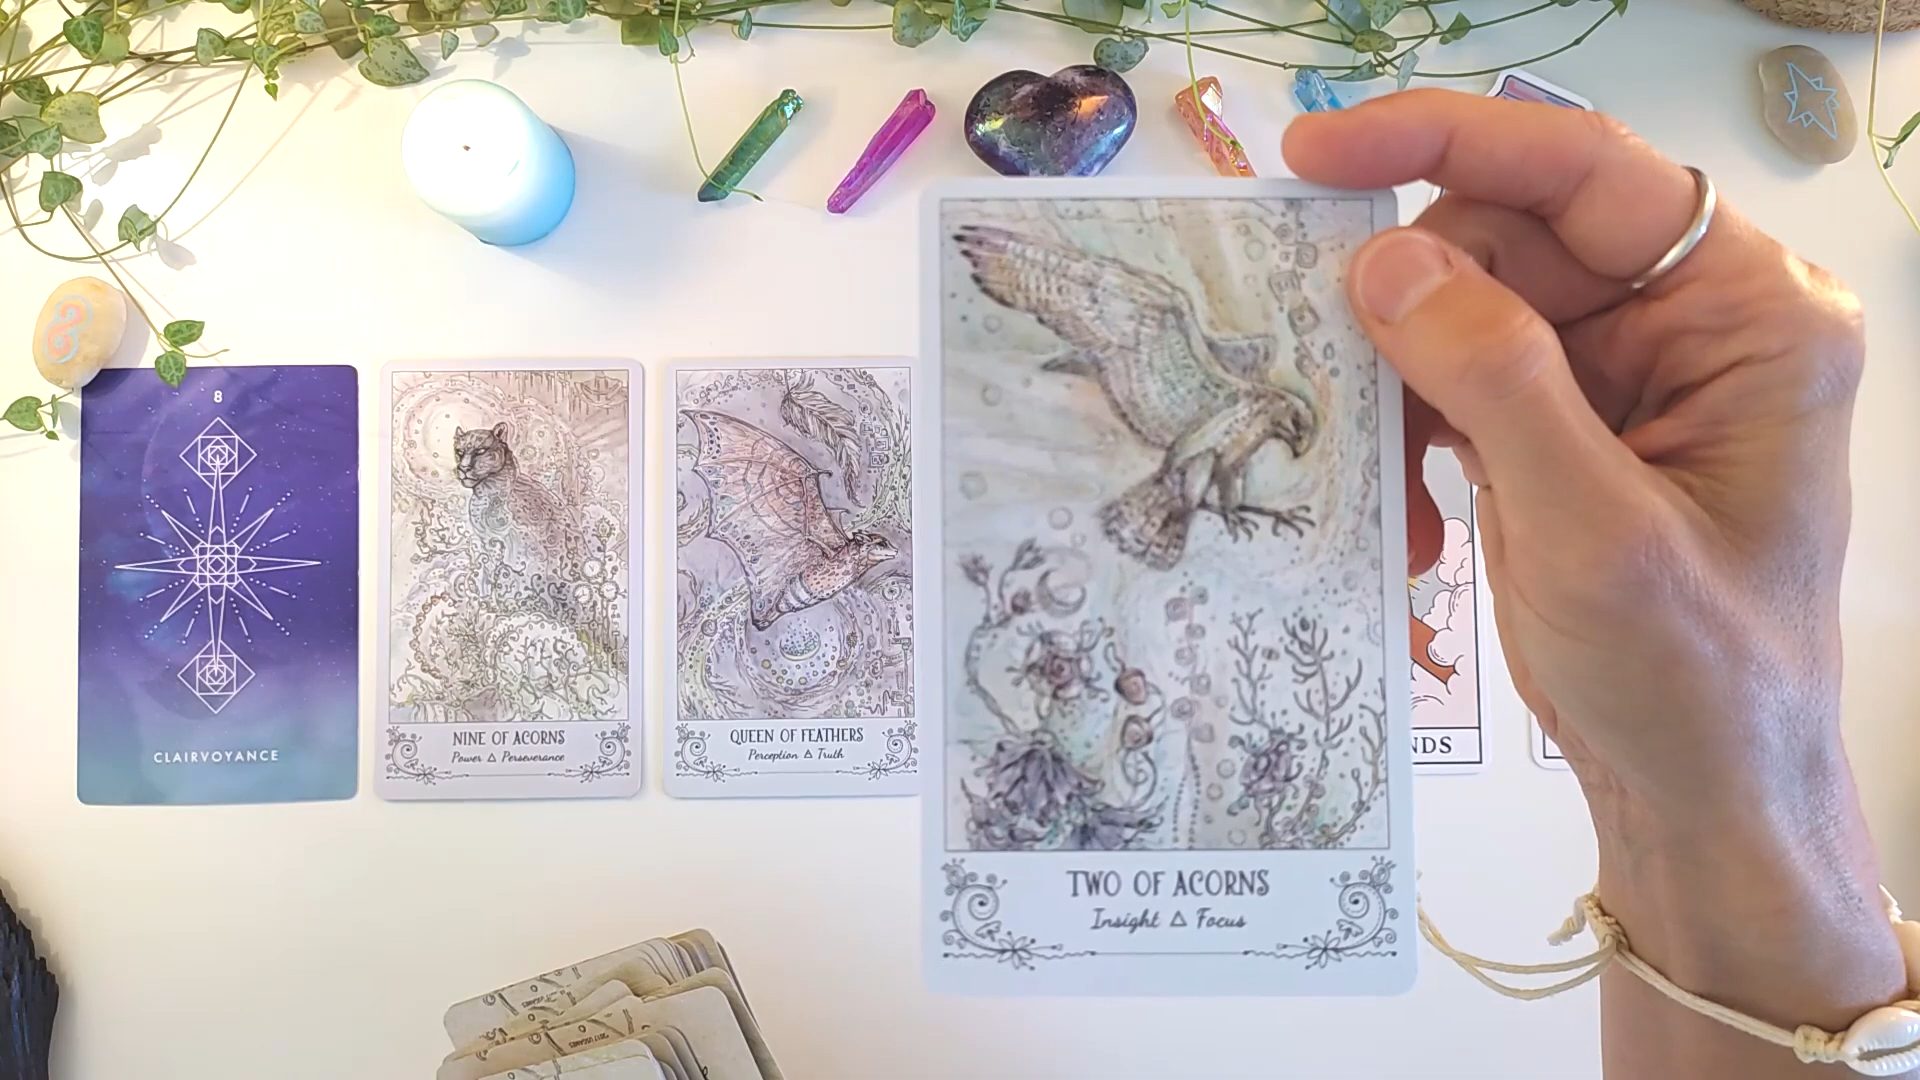 8
CLAIRVOYANCE
NINE OF ACORNS
Power △ Perseverance
QUEEN OF FEATHERS
Perception △ Truth
TWO OF ACORNS
Insight △ Focus
NDS